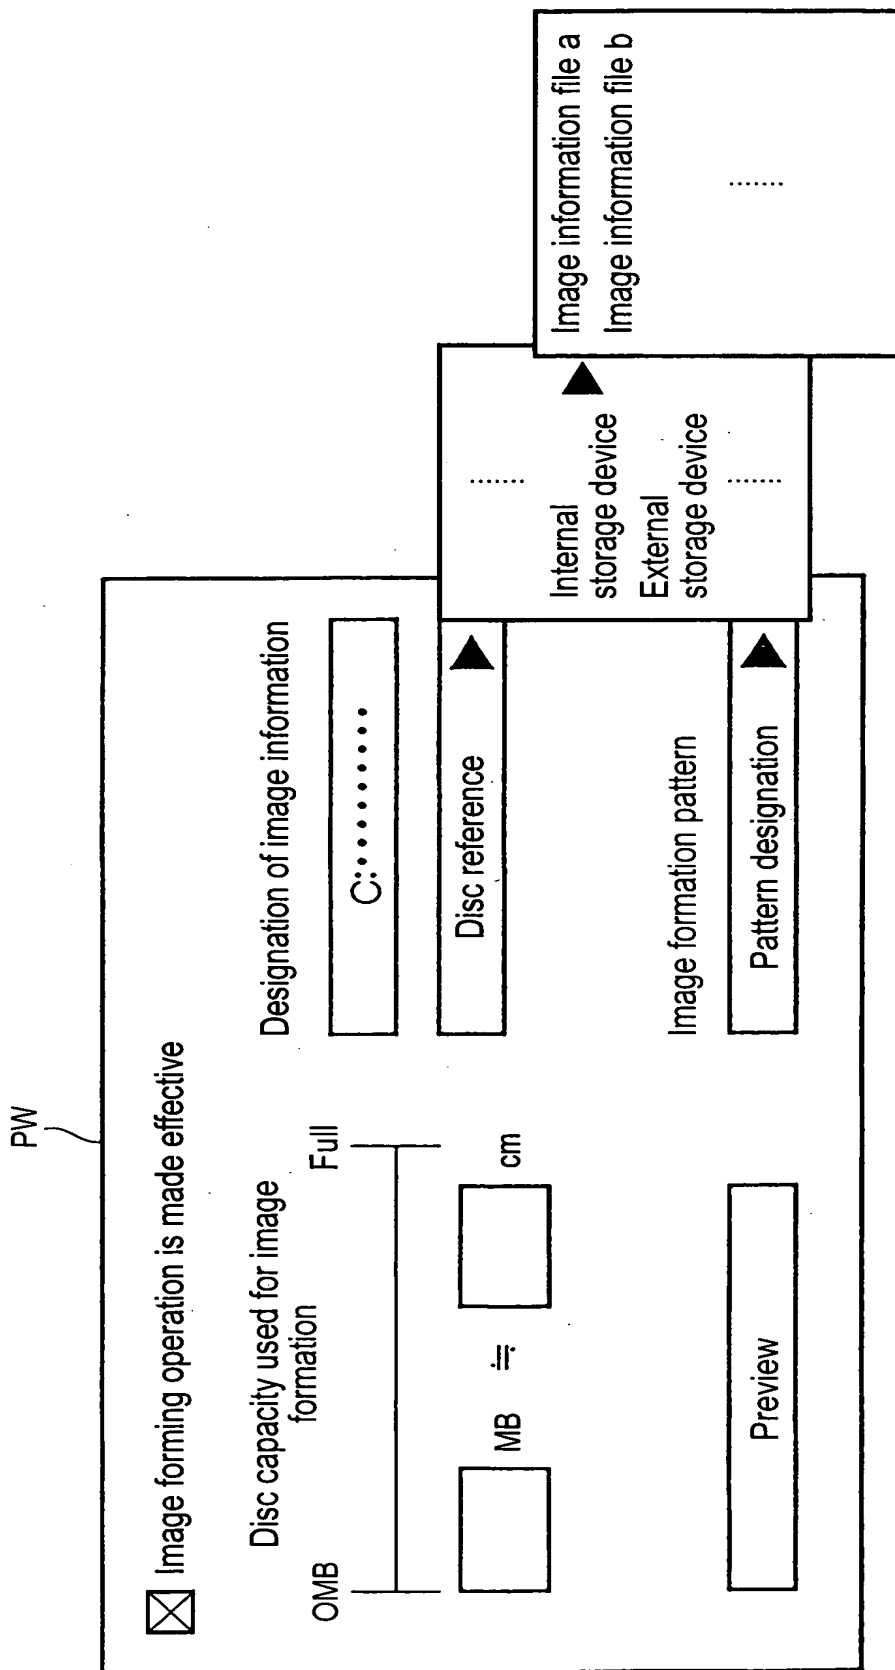 PW
Image forming operation is made effective
Disc capacity used for image
formation
OMB
Full
MB ≒ cm
Preview
Designation of image information
C:••••••••••
Disc reference
Image formation pattern
Pattern designation
Internal
storage device
External
storage device
Image information file a
Image information file b